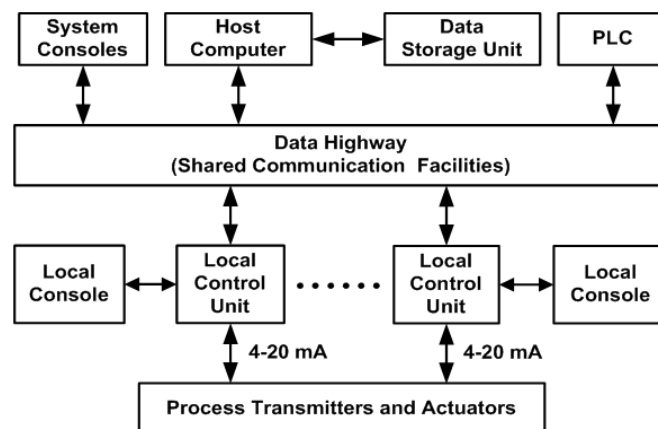 System
Consoles
Host
Computer
Data
Storage Unit
PLC
Data Highway
(Shared Communication Facilities)
Local
Console
Local
Control
Unit
Local
Control
Unit
Local
Console
4-20 mA
4-20 mA
Process Transmitters and Actuators